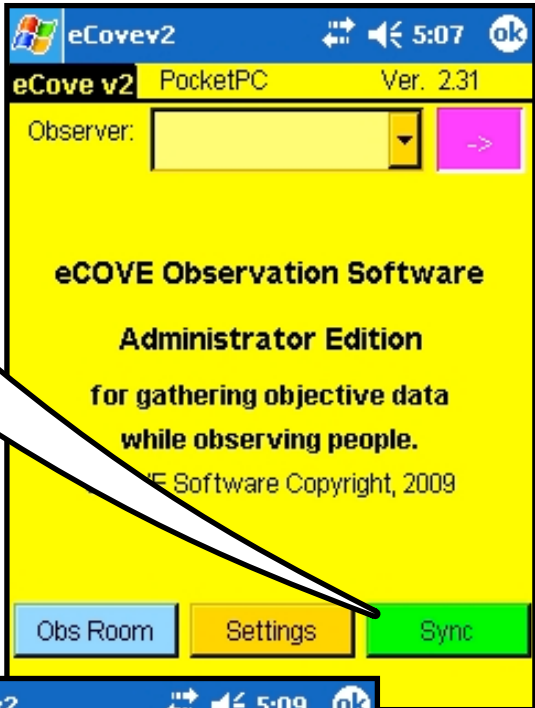 eCovev2 5:07 ok
eCove v2 PocketPC Ver. 2.31
Observer: ->
eCOVE Observation Software
Administrator Edition
for gathering objective data
while observing people.
Software Copyright, 2009
Obs Room Settings Sync
5:09 ok